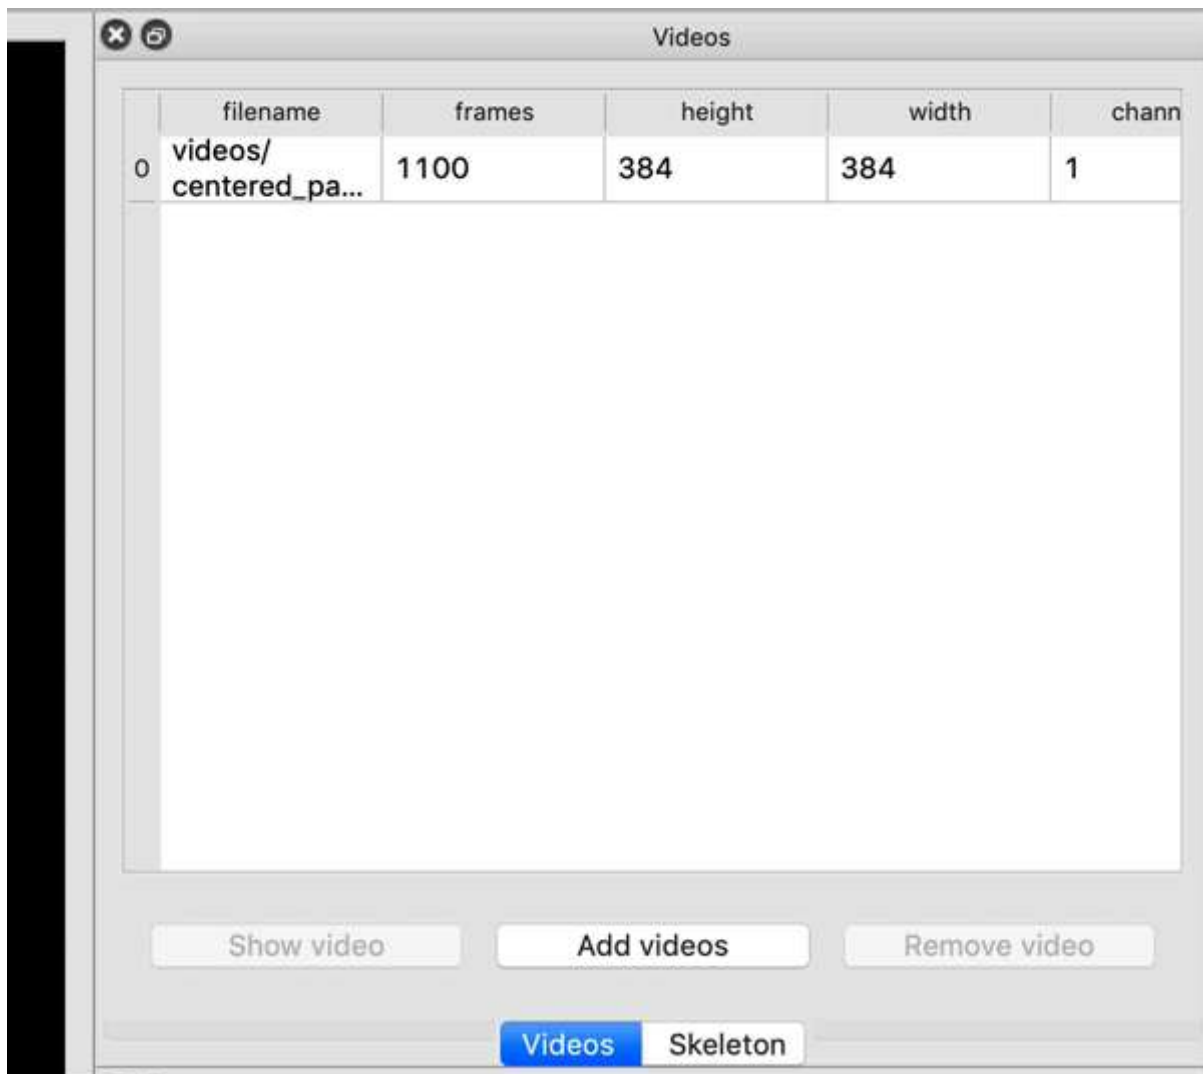 Videos
filename frames height width chann
0 videos/ 1100 384 384 1
centered_pa...
Show video Add videos Remove video
Videos Skeleton